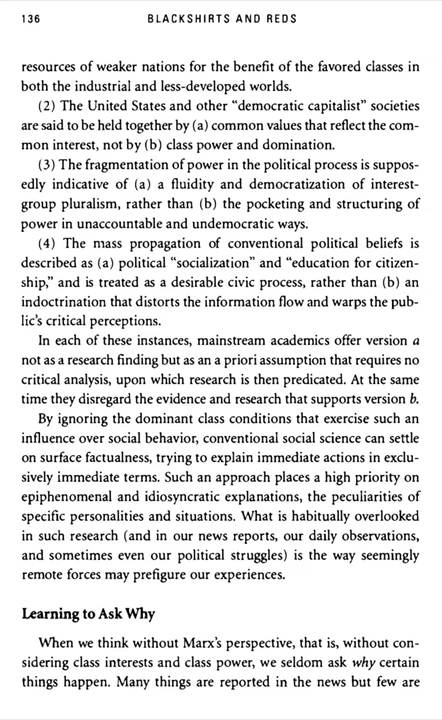 136 BLACKSHIRTS AND REDS
resources of weaker nations for the benefit of the favored classes in
both the industrial and less-developed worlds.
(2) The United States and other “democratic capitalist” societies
are said to be held together by (a) common values that reflect the com-
mon interest, not by (b) class power and domination.
(3) The fragmentation of power in the political process is suppos-
edly indicative of (a) a fluidity and democratization of interest-
group pluralism, rather than (b) the pocketing and structuring of
power in unaccountable and undemocratic ways.
(4) The mass propagation of conventional political beliefs is
described as (a) political “socialization” and “education for citizen-
ship,” and is treated as a desirable civic process, rather than (b) an
indoctrination that distorts the information flow and warps the pub-
lic’s critical perceptions.
In each of these instances, mainstream academics offer version a
not as a research finding but as an a priori assumption that requires no
critical analysis, upon which research is then predicated. At the same
time they disregard the evidence and research that supports version b.
By ignoring the dominant class conditions that exercise such an
influence over social behavior, conventional social science can settle
on surface factualness, trying to explain immediate actions in exclu-
sively immediate terms. Such an approach places a high priority on
epiphenomenal and idiosyncratic explanations, the peculiarities of
specific personalities and situations. What is habitually overlooked
in such research (and in our news reports, our daily observations,
and sometimes even our political struggles) is the way seemingly
remote forces may prefigure our experiences.
Learning to Ask Why
When we think without Marx’s perspective, that is, without con-
sidering class interests and class power, we seldom ask why certain
things happen. Many things are reported in the news but few are